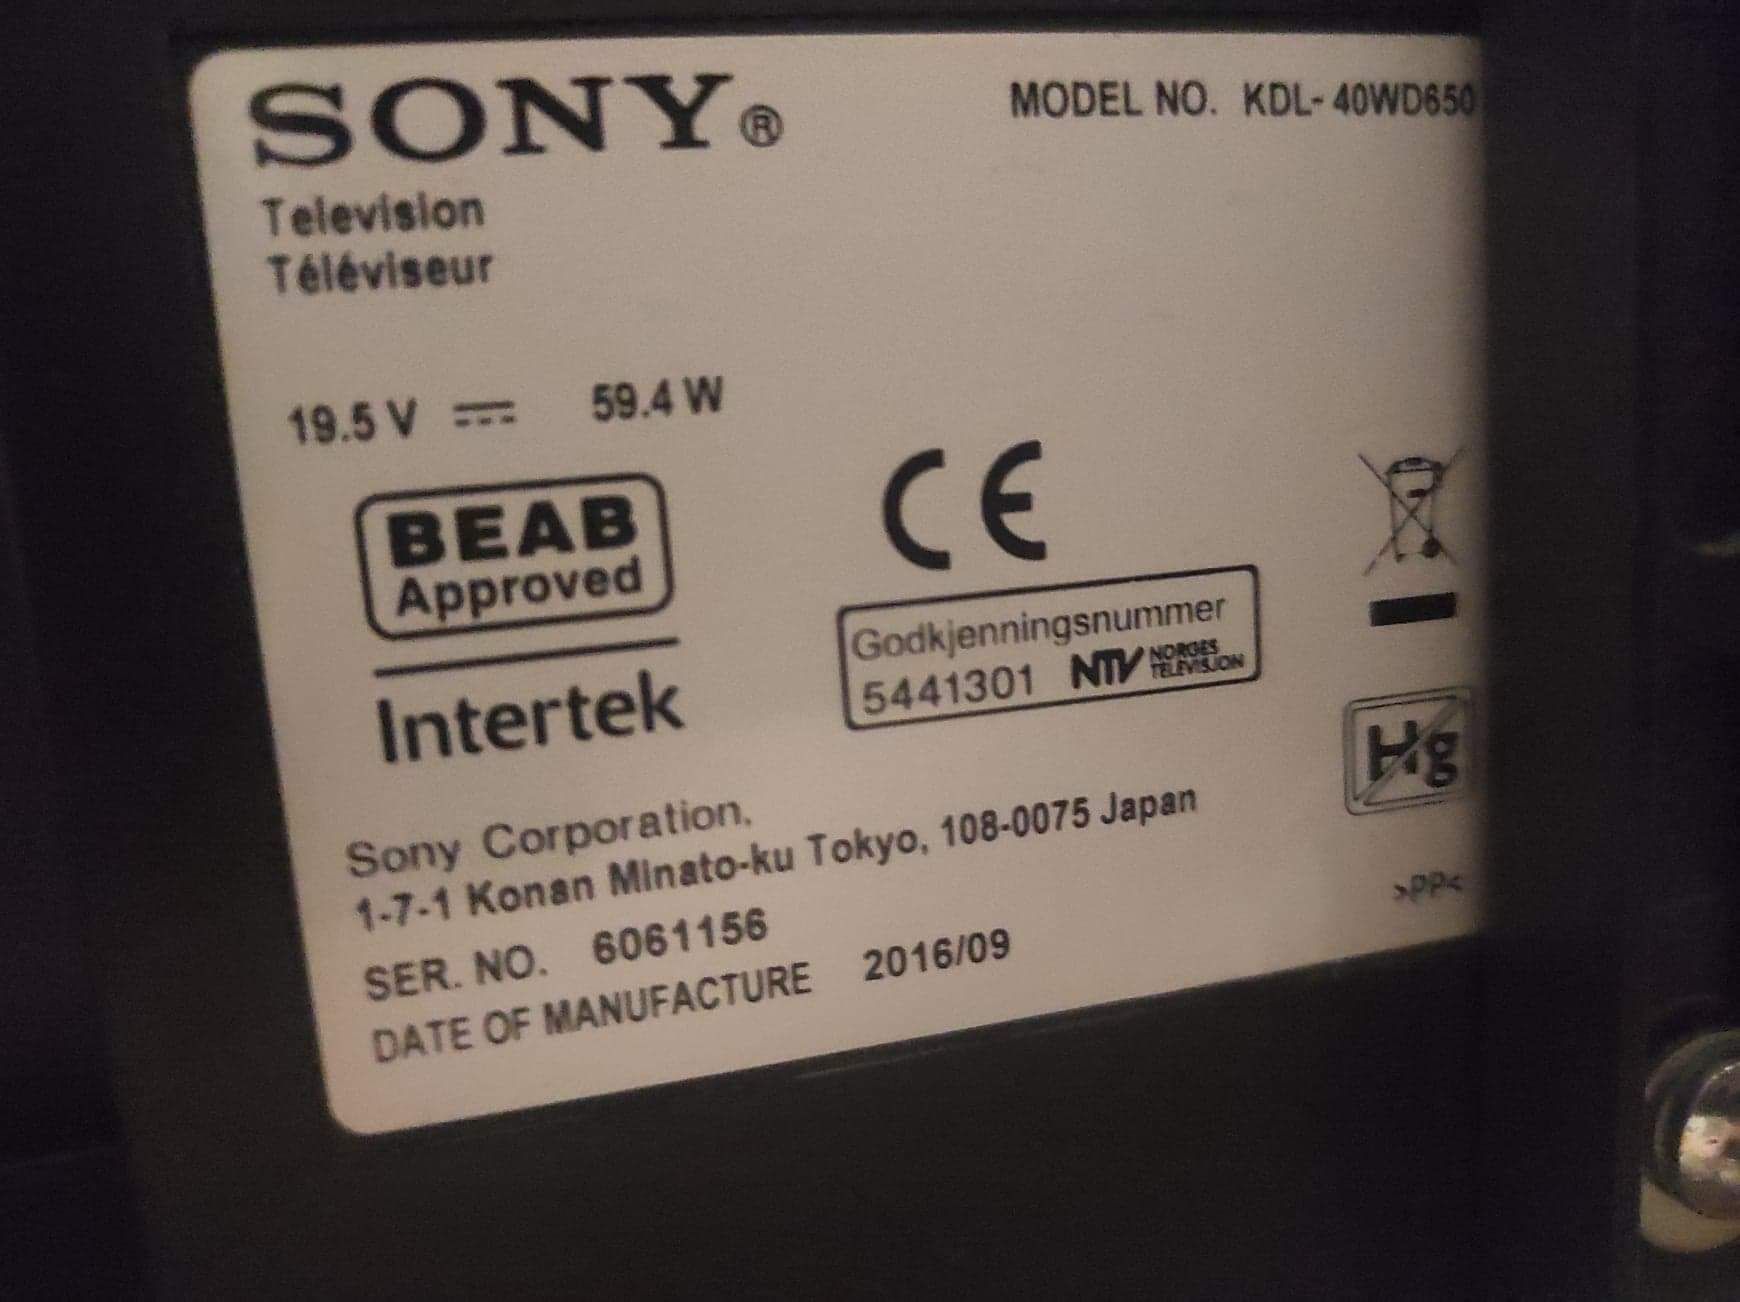 SONY®
MODEL NO. KDL-40WD650
Television
Téléviseur
19.5 V 59.4 W
BEAB
Approved
Intertek
CE
Godkjenningsnummer
5441301 NTV NORGES
TELEVISJON
Hg
Sony Corporation.
1-7-1 Konan Minato-ku Tokyo, 108-0075 Japan
>PP<
SER. NO. 6061156
DATE OF MANUFACTURE 2016/09